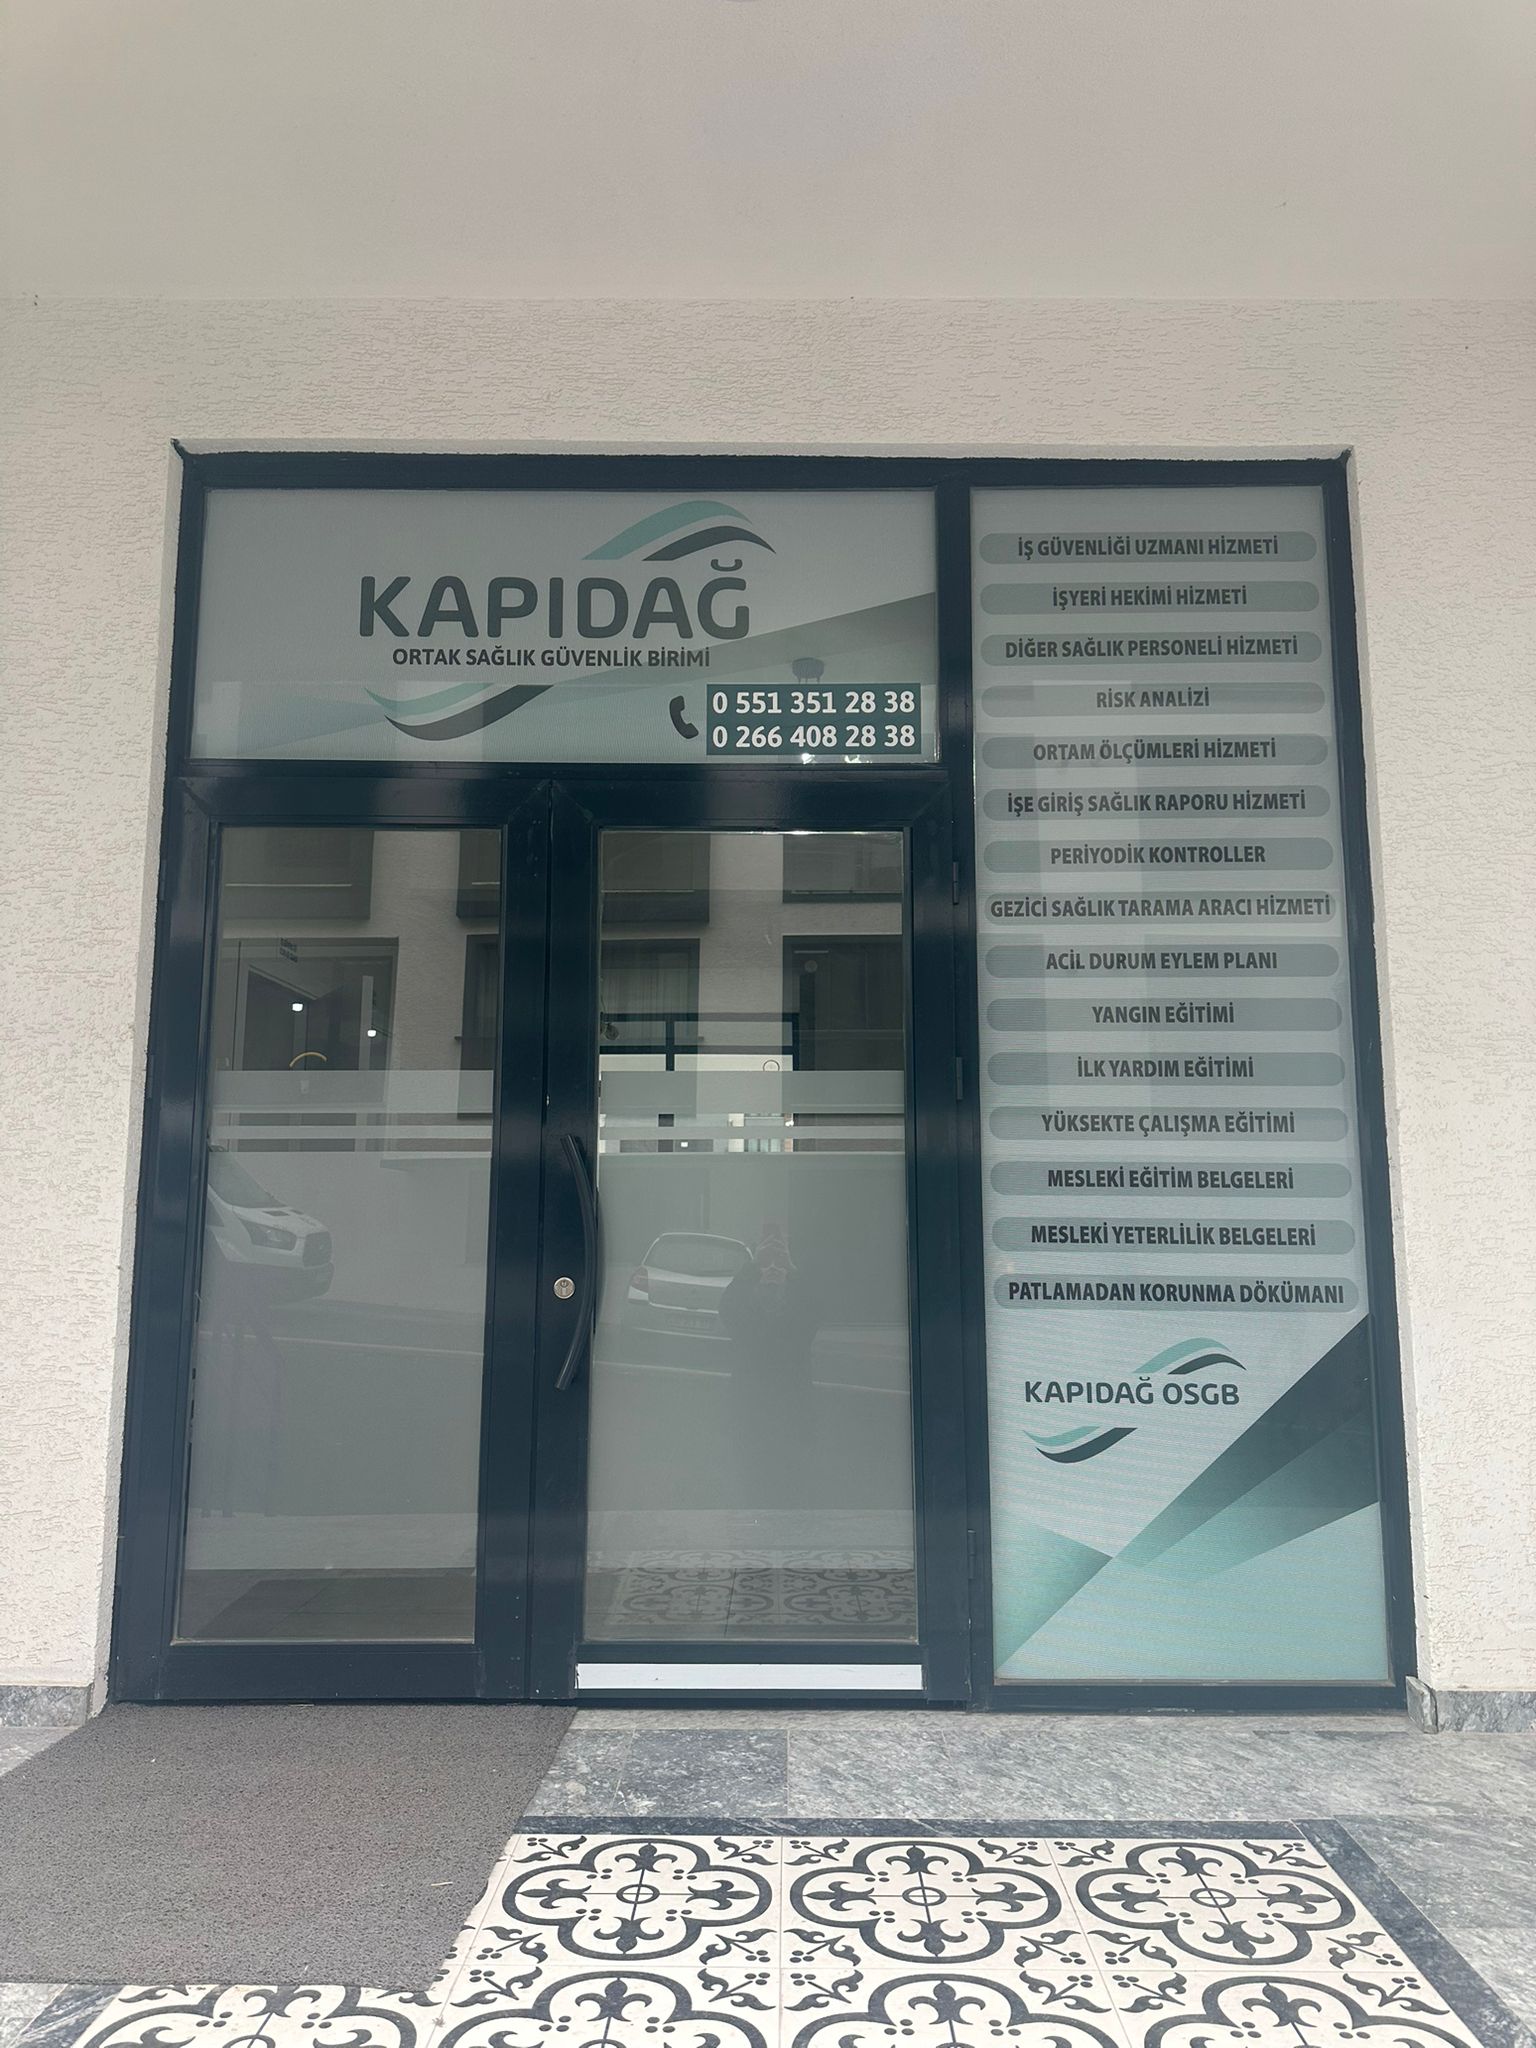 KAPIDAĞ
ORTAK SAĞLIK GÜVENLİK BİRİMİ
0 551 351 28 38
0 266 408 28 38
İŞ GÜVENLİĞİ UZMANI HİZMETİ
İŞYERİ HEKİMİ HİZMETİ
DİĞER SAĞLIK PERSONELİ HİZMETİ
RİSK ANALİZİ
ORTAM ÖLÇÜMLERİ HİZMETİ
İŞE GİRİŞ SAĞLIK RAPORU HİZMETİ
PERİYODİK KONTROLLER
GEZİCİ SAĞLIK TARAMA ARACI HİZMETİ
ACİL DURUM EYLEM PLANI
YANGIN EĞİTİMİ
İLK YARDIM EĞİTİMİ
YÜKSEKTE ÇALIŞMA EĞİTİMİ
MESLEKİ EĞİTİM BELGELERİ
MESLEKİ YETERLİLİK BELGELERİ
PATLAMADAN KORUNMA DÖKÜMANI
KAPIDAĞ OSGB